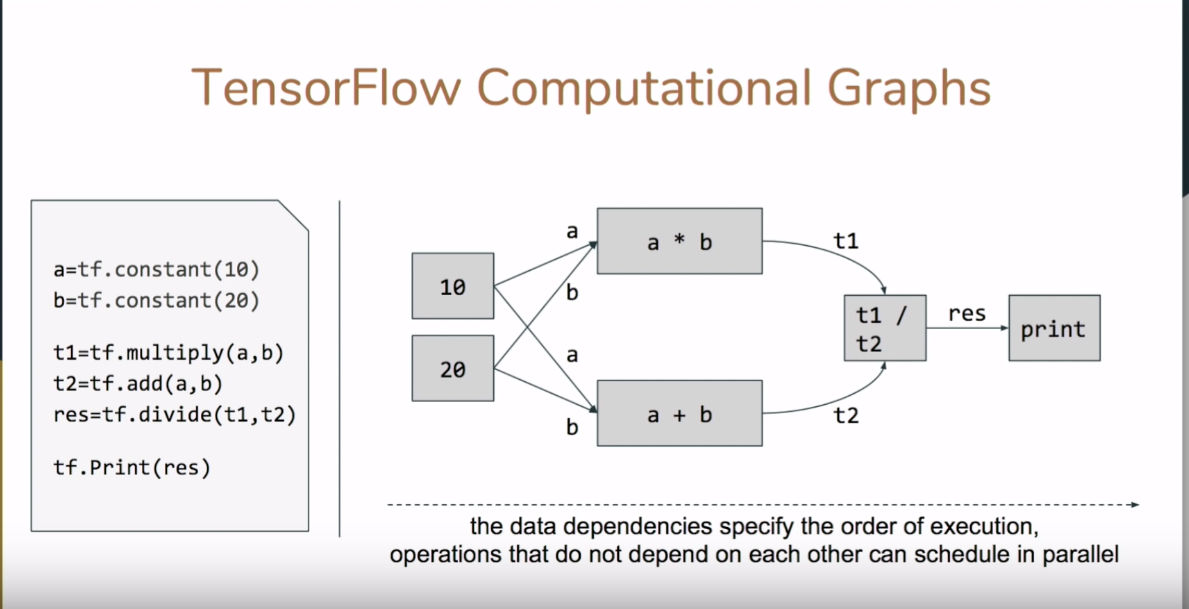 TensorFlow Computational Graphs
a=tf.constant(10)
b=tf.constant(20)
t1=tf.multiply(a,b)
t2=tf.add(a,b)
res=tf.divide(t1,t2)
tf.Print(res)
10
20
a
b
a
b
a * b
a + b
t1
t2
t1 /
t2
res
print
the data dependencies specify the order of execution,
operations that do not depend on each other can schedule in parallel